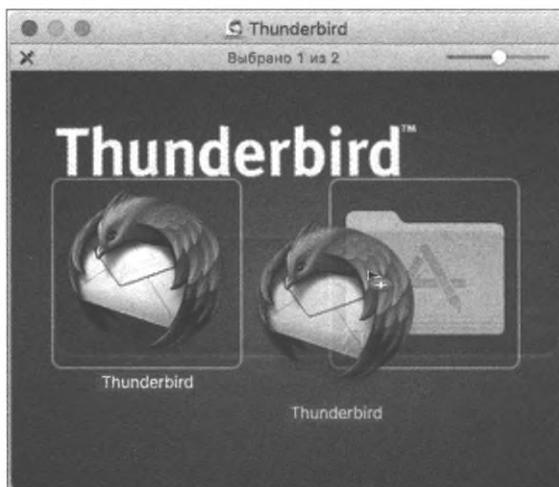 Thunderbird
Выбрано 1 из 2
Thunderbird™
Thunderbird
Thunderbird